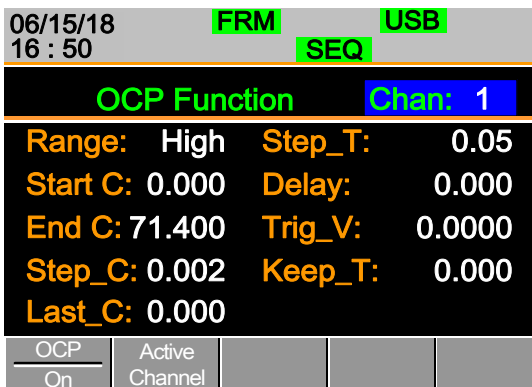 06/15/18 FRM USB
16 : 50 SEQ
OCP Function Chan: 1
Range: High Step_T: 0.05
Start C: 0.000 Delay: 0.000
End C: 71.400 Trig_V: 0.0000
Step_C: 0.002 Keep_T: 0.000
Last_C: 0.000
OCP Active
On Channel